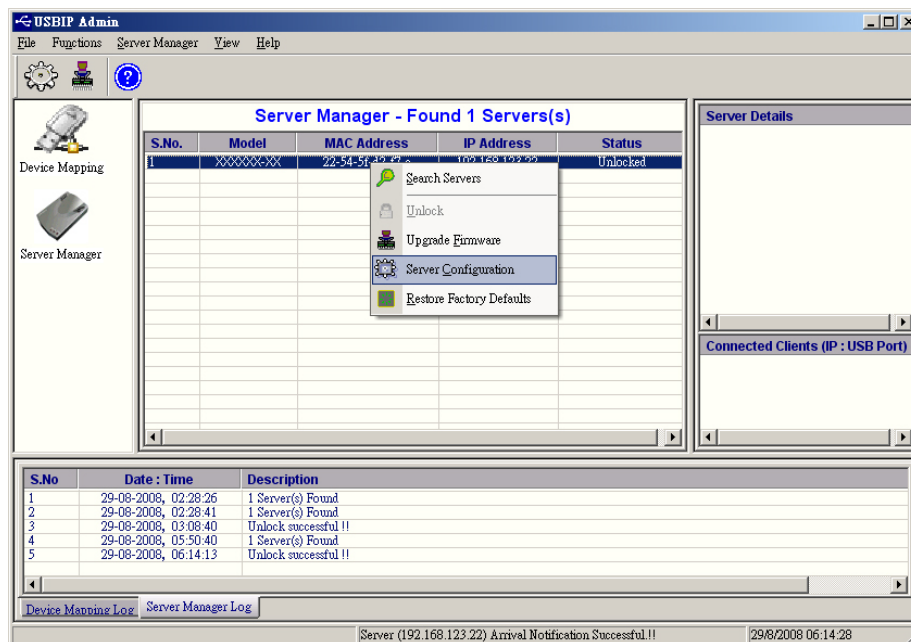 USBIP Admin
File Functions Server Manager View Help
Device Mapping
Server Manager
Server Manager - Found 1 Servers(s)
S.No. Model MAC Address IP Address Status
1 XXXXXX-XX 192.168.123.22 Unlocked
Search Servers
Unlock
Upgrade Firmware
Server Configuration
Restore Factory Defaults
Server Details
Connected Clients (IP : USB Port)
S.No Date : Time Description
1 29-08-2008, 02:28:26 1 Server(s) Found
2 29-08-2008, 02:28:41 1 Server(s) Found
3 29-08-2008, 03:08:40 Unlock successful !!
4 29-08-2008, 05:50:40 1 Server(s) Found
5 29-08-2008, 06:14:13 Unlock successful !!
Device Mapping Log Server Manager Log
Server (192.168.123.22) Arrival Notification Successful.!! 29/8/2008 06:14:28